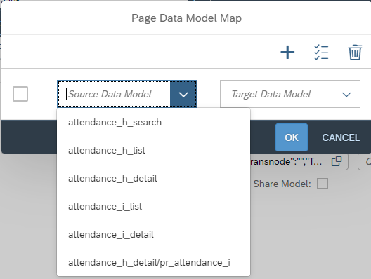 Page Data Model Map
Source Data Model
Target Data Model
attendance_h_search
attendance_h_list
attendance_h_detail
attendance_i_list
attendance_i_detail
attendance_h_detail/pr_attendance_i
OK
CANCEL
ransnode":"","I...
Share Model: